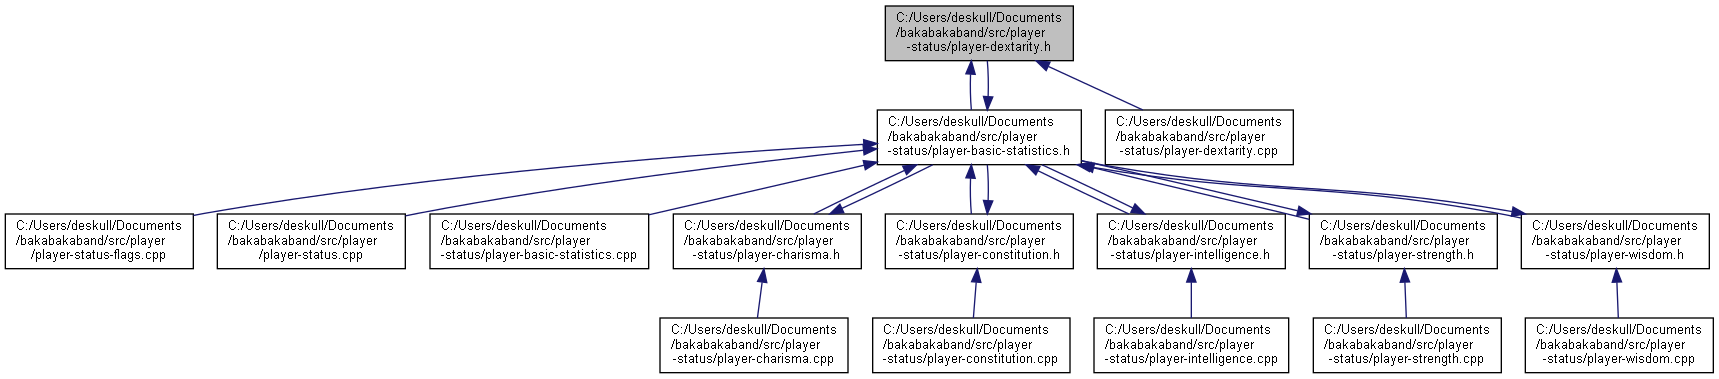 C:/Users/deskull/Documents
/bakabakaband/src/player
-status/player-dextarity.h
C:/Users/deskull/Documents
/bakabakaband/src/player
-status/player-basic-statistics.h
C:/Users/deskull/Documents
/bakabakaband/src/player
-status/player-dextarity.cpp
C:/Users/deskull/Documents
/bakabakaband/src/player
/player-status-flags.cpp
C:/Users/deskull/Documents
/bakabakaband/src/player
/player-status.cpp
C:/Users/deskull/Documents
/bakabakaband/src/player
-status/player-basic-statistics.cpp
C:/Users/deskull/Documents
/bakabakaband/src/player
-status/player-charisma.h
C:/Users/deskull/Documents
/bakabakaband/src/player
-status/player-constitution.h
C:/Users/deskull/Documents
/bakabakaband/src/player
-status/player-intelligence.h
C:/Users/deskull/Documents
/bakabakaband/src/player
-status/player-strength.h
C:/Users/deskull/Documents
/bakabakaband/src/player
-status/player-wisdom.h
C:/Users/deskull/Documents
/bakabakaband/src/player
-status/player-charisma.cpp
C:/Users/deskull/Documents
/bakabakaband/src/player
-status/player-constitution.cpp
C:/Users/deskull/Documents
/bakabakaband/src/player
-status/player-intelligence.cpp
C:/Users/deskull/Documents
/bakabakaband/src/player
-status/player-strength.cpp
C:/Users/deskull/Documents
/bakabakaband/src/player
-status/player-wisdom.cpp